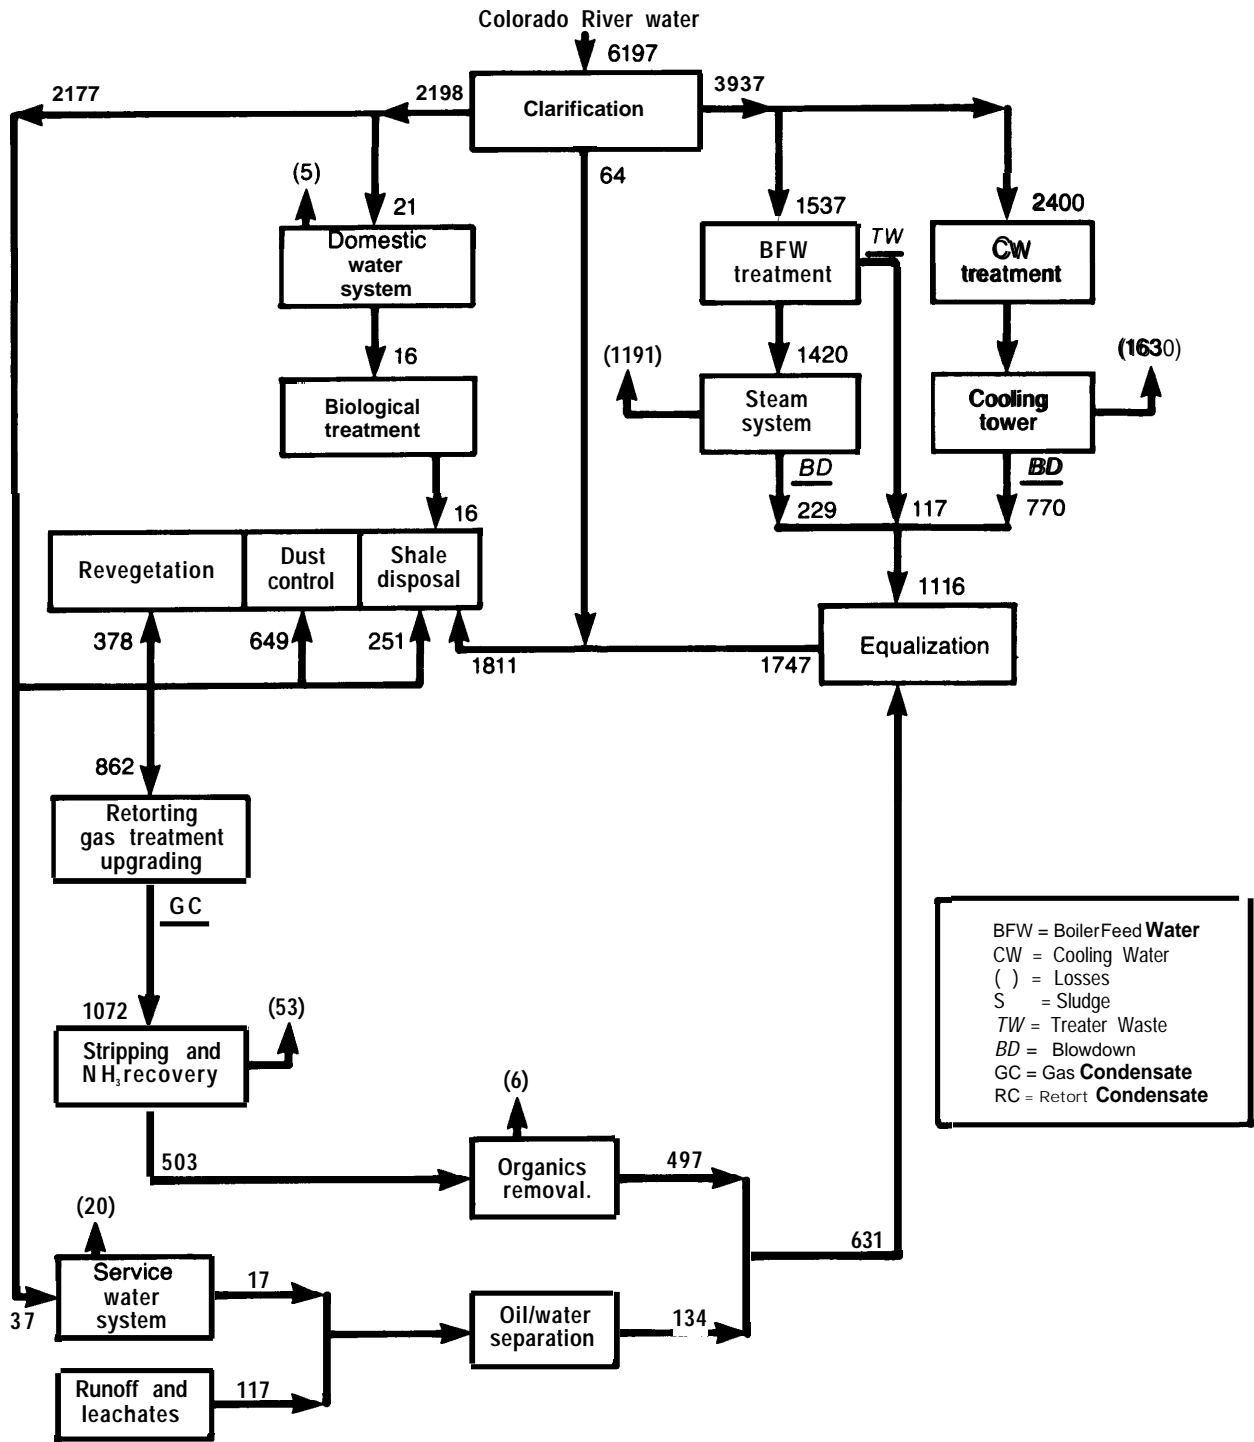 Colorado River water
6197
2177
2198
Clarification
3937
64
(5)
21
1537
TW
2400
Domestic
water
system
BFW
treatment
CW
treatment
16
(1191)
1420
(1630)
Biological
treatment
Steam
system
Cooling
tower
BD
BD
16
229
117
770
Revegetation
Dust
control
Shale
disposal
1116
378
649
251
1811
1747
Equalization
862
Retorting
gas treatment
upgrading
GC
BFW = Boiler Feed Water
CW = Cooling Water
( ) = Losses
S = Sludge
TW = Treater Waste
BD = Blowdown
GC = Gas Condensate
RC = Retort Condensate
1072
(53)
Stripping and
NH₃ recovery
(6)
503
Organics
removal.
497
(20)
631
Service
water
system
17
37
Oil/water
separation
134
Runoff and
leachates
117